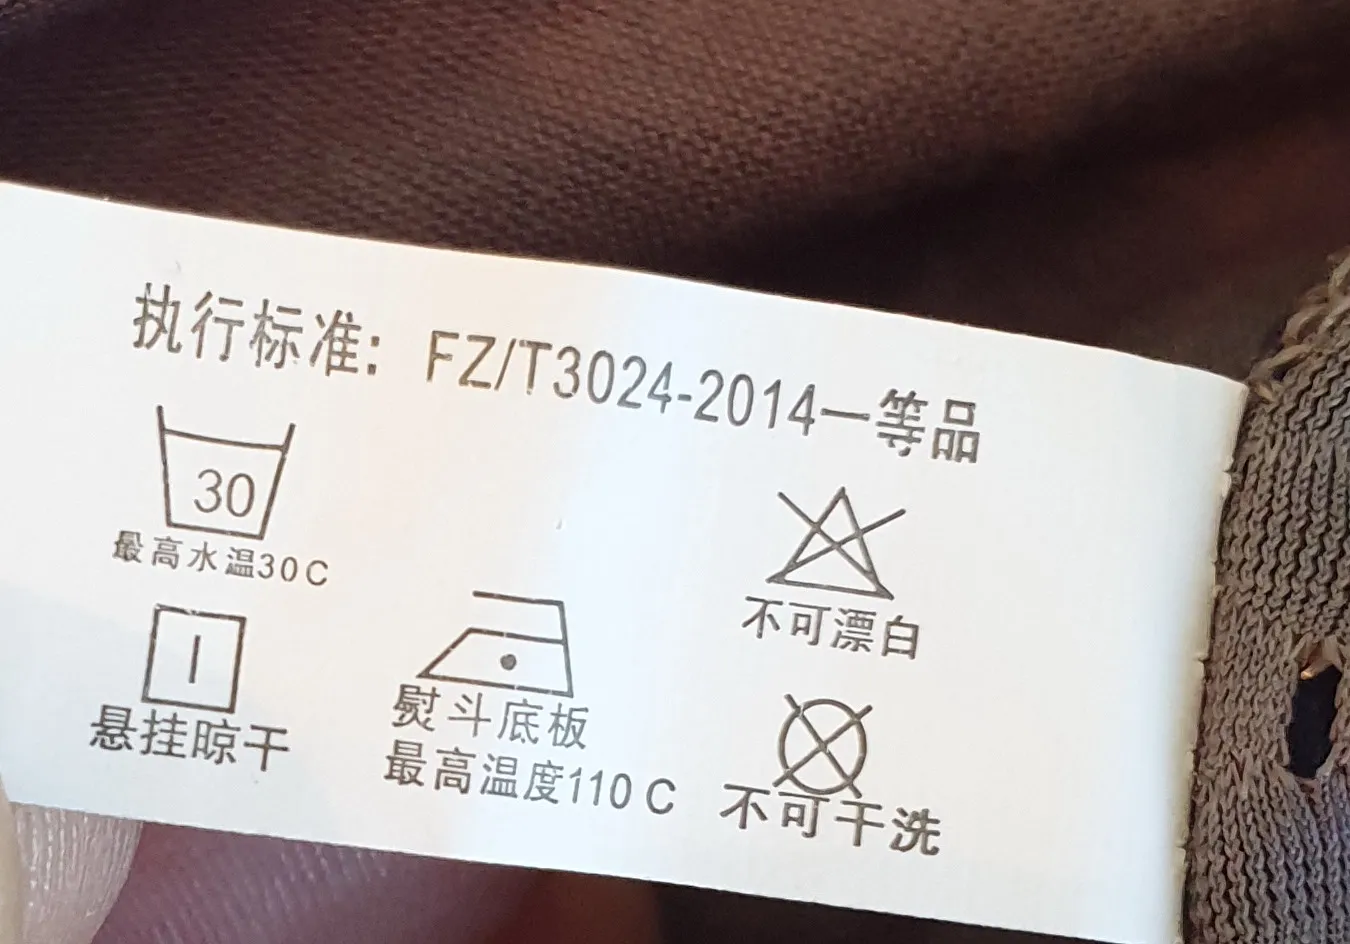 执行标准: FZ/T3024-2014一等品
30
最高水温30C
不可漂白
悬挂晾干
熨斗底板
最高温度110C
不可干洗